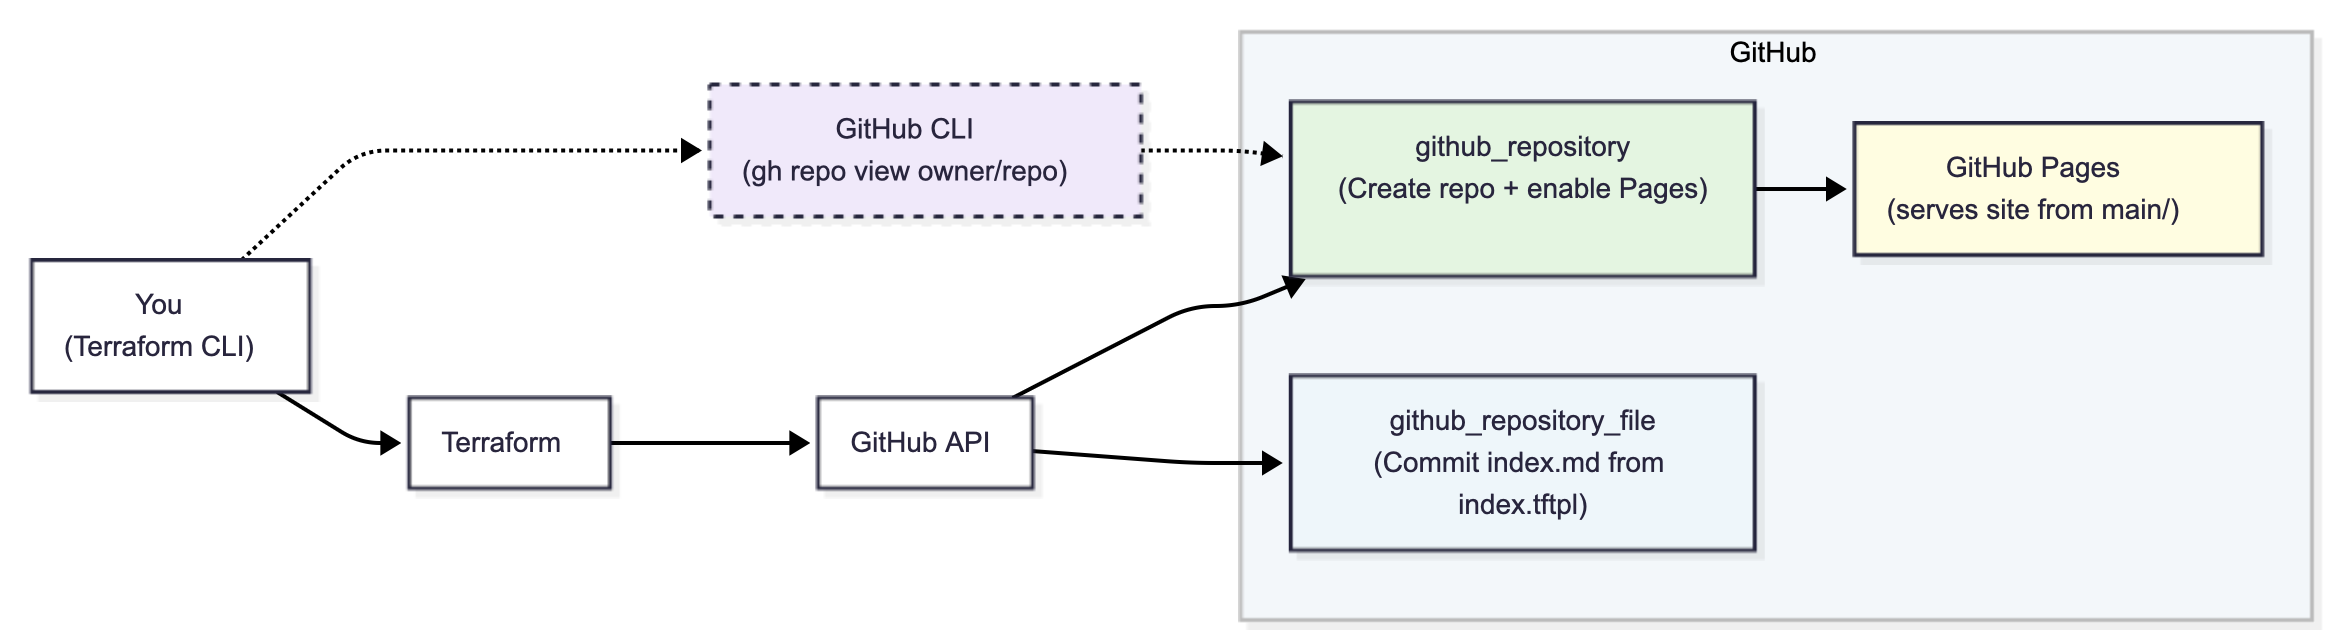 GitHub
GitHub CLI
(gh repo view owner/repo)
github_repository
(Create repo + enable Pages)
GitHub Pages
(serves site from main/)
You
(Terraform CLI)
Terraform
GitHub API
github_repository_file
(Commit index.md from
index.tftpl)